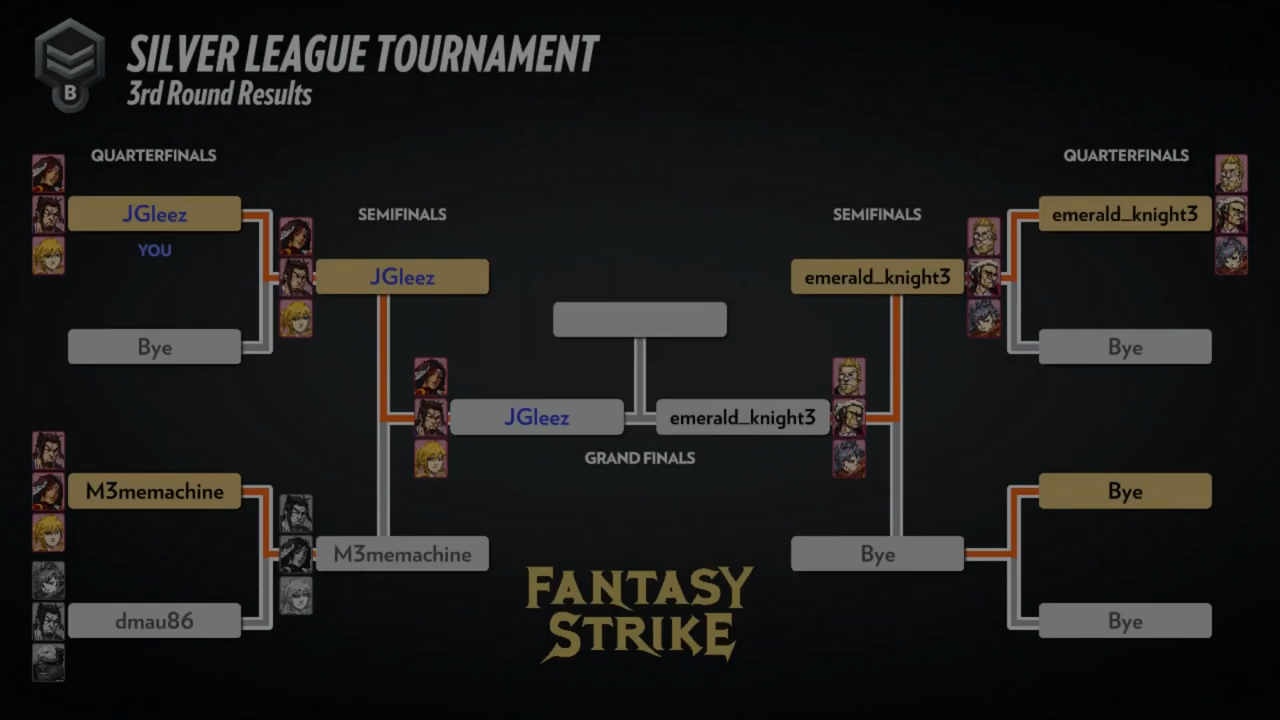 SILVER LEAGUE TOURNAMENT
3rd Round Results
B
QUARTERFINALS
QUARTERFINALS
JGleez
YOU
SEMIFINALS
SEMIFINALS
emerald_knight3
JGleez
emerald_knight3
Bye
Bye
JGleez
emerald_knight3
GRAND FINALS
M3memachine
Bye
M3memachine
Bye
dmau86
Bye
FANTASY
STRIKE